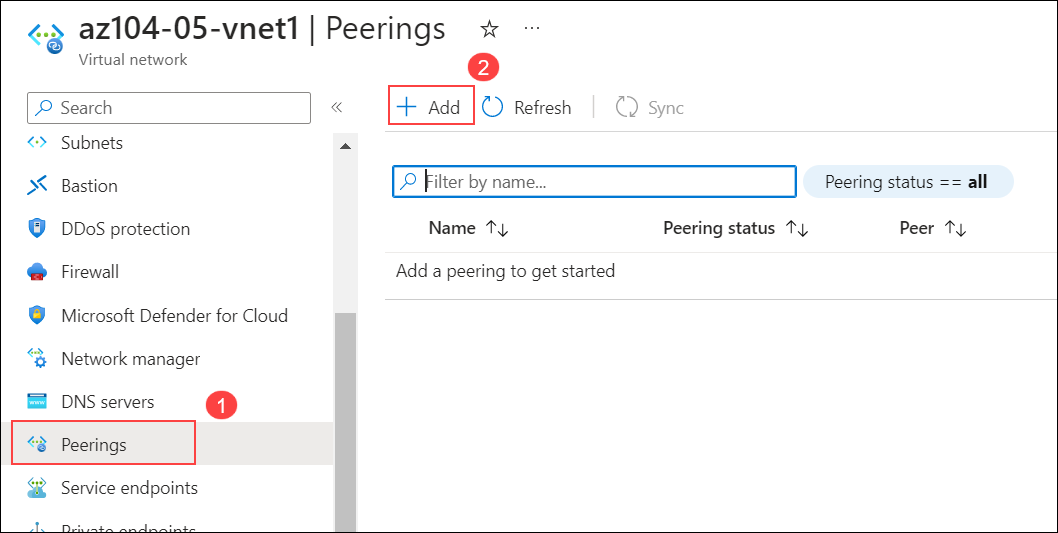 az104-05-vnet1 | Peerings ☆ ...
Virtual network
2
Search «
+ Add Refresh | Sync
Subnets
Bastion
DDoS protection
Firewall
Microsoft Defender for Cloud
Network manager
DNS servers
1
Peerings
Service endpoints
Private endpoints
Filter by name...
Peering status == all
Name ↑↓ Peering status ↑↓ Peer ↑↓
Add a peering to get started